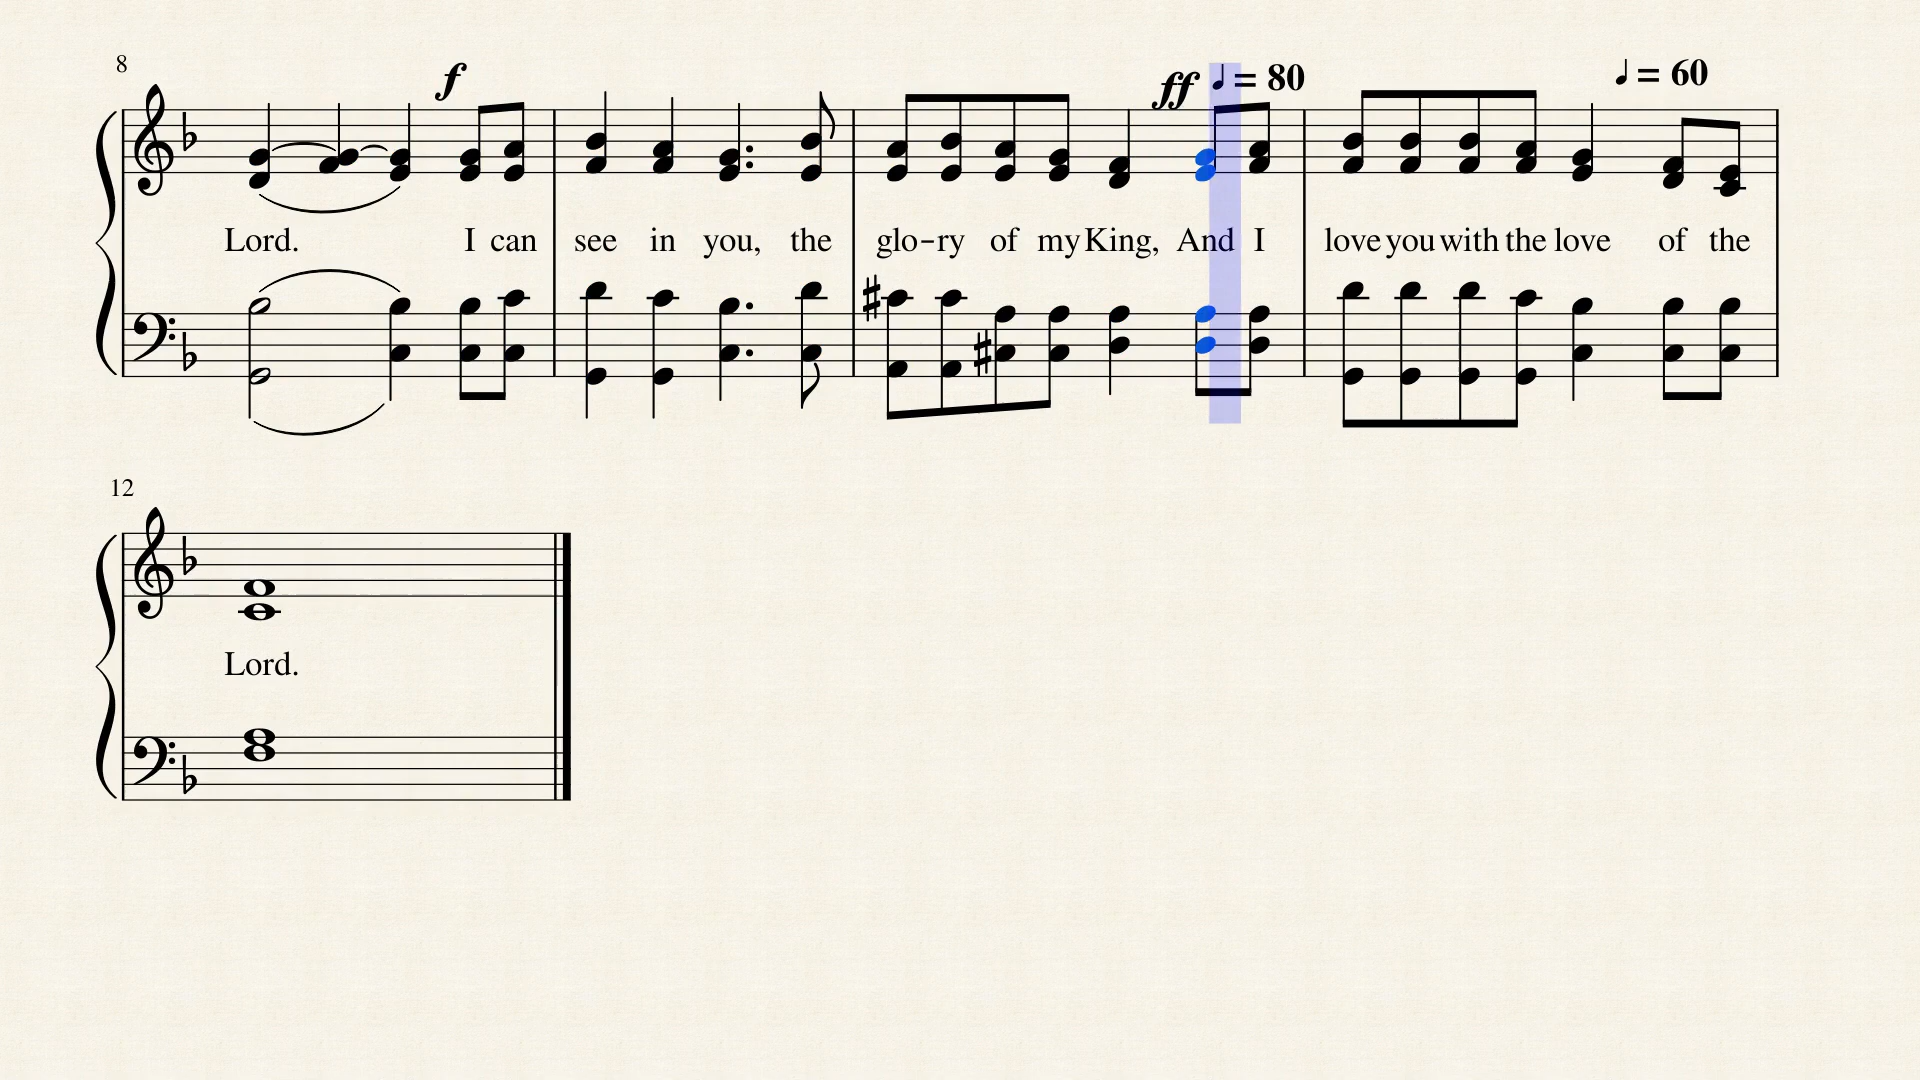 8
f
ff ♩= 80
♩= 60
Lord. I can see in you, the glo-ry of my King, And I love you with the love of the
12
Lord.